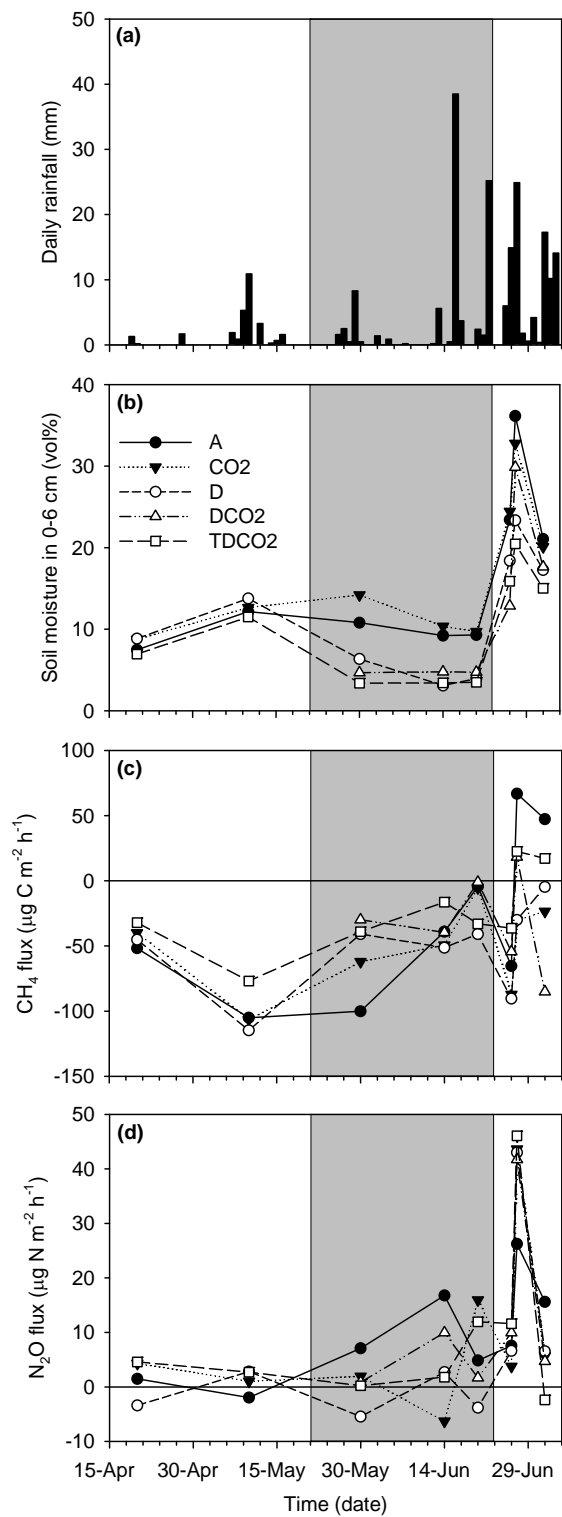 (a)
Daily rainfall (mm)
50
40
30
20
10
0
(b)
Soil moisture in 0-6 cm (vol%)
40
30
20
10
0
A
CO2
D
DCO2
TDCO2
(c)
CH₄ flux (µg C m⁻² h⁻¹)
100
50
0
-50
-100
-150
(d)
N₂O flux (µg N m⁻² h⁻¹)
50
40
30
20
10
0
-10
15-Apr 30-Apr 15-May 30-May 14-Jun 29-Jun
Time (date)